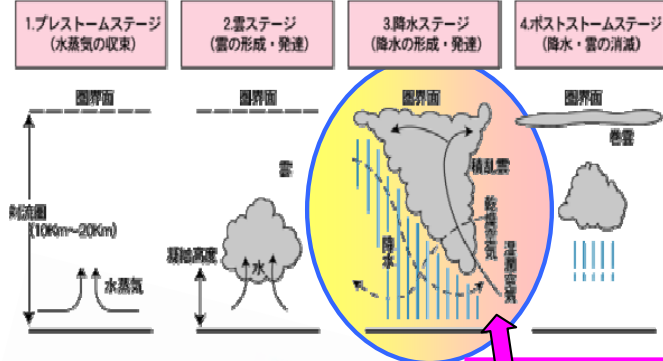 1.プレストームステージ
(水蒸気の収束)
2.雲ステージ
(雲の形成・発達)
3.降水ステージ
(降水の形成・発達)
4.ポストストームステージ
(降水・雲の消滅)
圏界面
圏界面
圏界面
圏界面
対流圏
(10Km～20Km)
水蒸気
雲
凝結高度
水
積乱雲
降水
乾燥空気
湿潤空気
巻雲